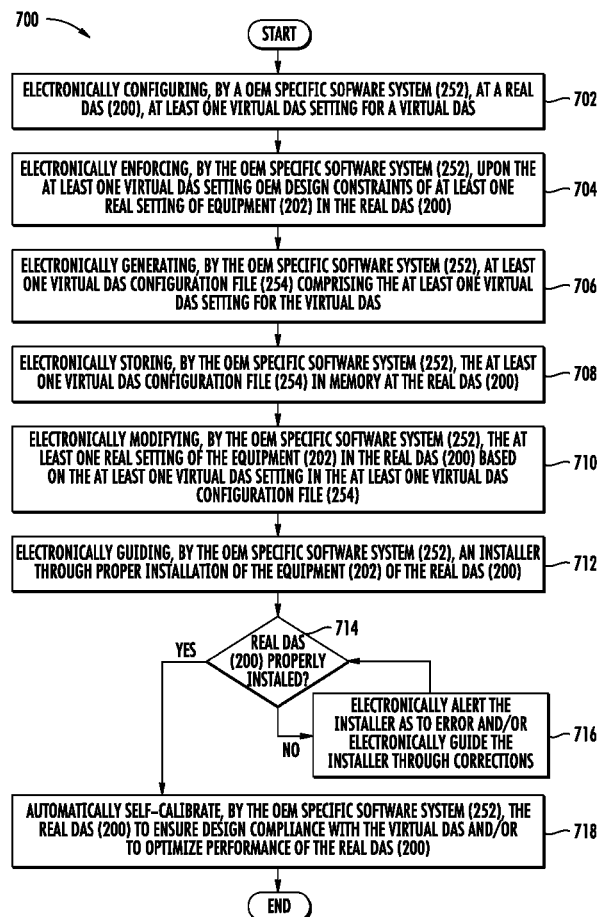 700
START
ELECTRONICALLY CONFIGURING, BY A OEM SPECIFIC SOFWARE SYSTEM (252), AT A REAL
DAS (200), AT LEAST ONE VIRTUAL DAS SETTING FOR A VIRTUAL DAS
702
ELECTRONICALLY ENFORCING, BY THE OEM SPECIFIC SOFTWARE SYSTEM (252), UPON THE
AT LEAST ONE VIRTUAL DAS SETTING OEM DESIGN CONSTRAINTS OF AT LEAST ONE
REAL SETTING OF EQUIPMENT (202) IN THE REAL DAS (200)
704
ELECTRONICALLY GENERATING, BY THE OEM SPECIFIC SOFTWARE SYSTEM (252), AT LEAST
ONE VIRTUAL DAS CONFIGURATION FILE (254) COMPRISING THE AT LEAST ONE VIRTUAL
DAS SETTING FOR THE VIRTUAL DAS
706
ELECTRONICALLY STORING, BY THE OEM SPECIFIC SOFTWARE SYSTEM (252), THE AT LEAST
ONE VIRTUAL DAS CONFIGURATION FILE (254) IN MEMORY AT THE REAL DAS (200)
708
ELECTRONICALLY MODIFYING, BY THE OEM SPECIFIC SOFTWARE SYSTEM (252), THE AT
LEAST ONE REAL SETTING OF THE EQUIPMENT (202) IN THE REAL DAS (200) BASED
ON THE AT LEAST ONE VIRTUAL DAS SETTING IN THE AT LEAST ONE VIRTUAL DAS
CONFIGURATION FILE (254)
710
ELECTRONICALLY GUIDING, BY THE OEM SPECIFIC SOFTWARE SYSTEM (252), AN INSTALLER
THROUGH PROPER INSTALLATION OF THE EQUIPMENT (202) OF THE REAL DAS (200)
712
714
YES
REAL DAS
(200) PROPERLY
INSTALED?
NO
ELECTRONICALLY ALERT THE
INSTALLER AS TO ERROR AND/OR
ELECTRONICALLY GUIDE THE
INSTALLER THROUGH CORRECTIONS
716
AUTOMATICALLY SELF-CALIBRATE, BY THE OEM SPECIFIC SOFTWARE SYSTEM (252), THE
REAL DAS (200) TO ENSURE DESIGN COMPLIANCE WITH THE VIRTUAL DAS AND/OR
TO OPTIMIZE PERFORMANCE OF THE REAL DAS (200)
718
END